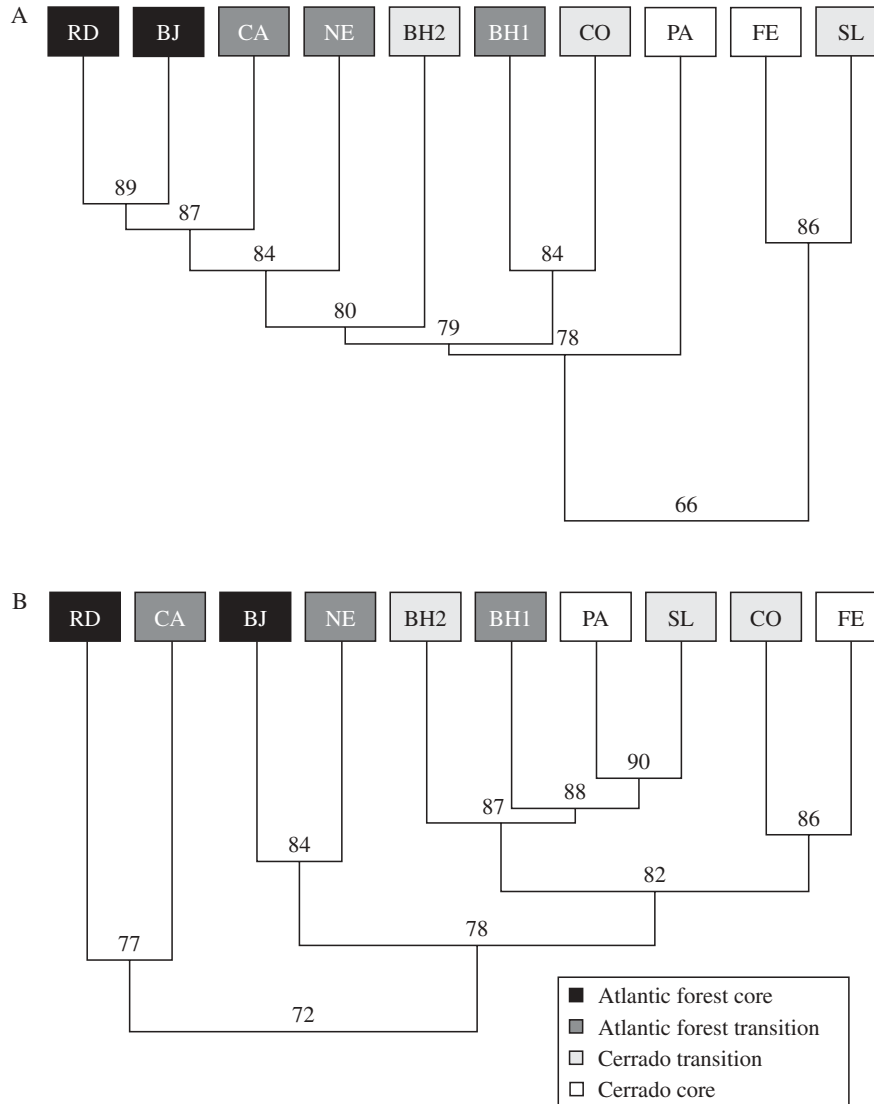 A
RD BJ CA NE BH2 BH1 CO PA FE SL
89
87
86
84 84
80
79 78
66
B
RD CA BJ NE BH2 BH1 PA SL CO FE
90
88
87 86
84
82
78
77
72
Atlantic forest core
Atlantic forest transition
Cerrado transition
Cerrado core